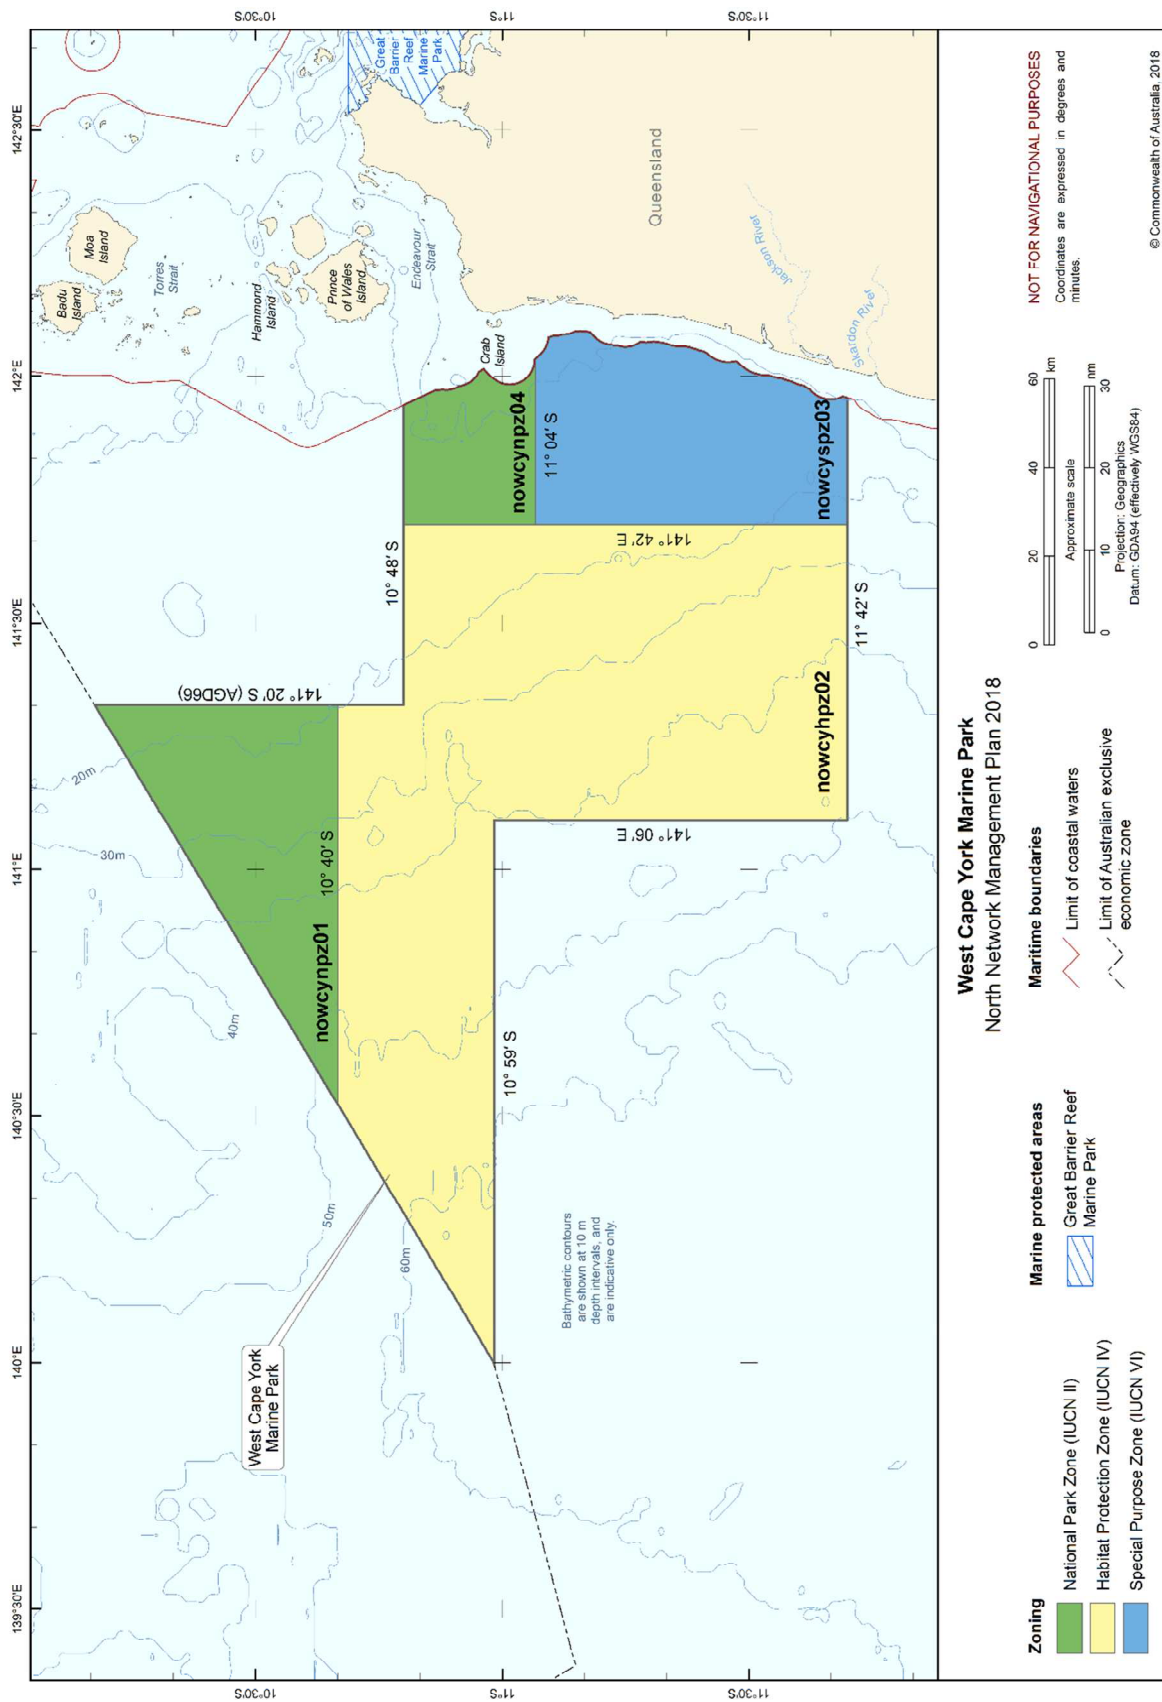 139°30'E
140°E
140°30'E
141°E
141°30'E
142°E
142°30'E
10°30'S
11°S
11°30'S
10°30'S
11°S
11°30'S
Badu
Island
Moa
Island
Torres
Strait
Hammond
Island
Prince
of Wales
island
Endeavour
Strait
Crab
Island
Great
Barrier
Reef
Marine
Park
Queensland
Jackson River
Skardon River
20m
30m
40m
50m
60m
West Cape York
Marine Park
nowcynpz01
10° 40' S
141° 20' S (AGD66)
10° 48' S
nowcynpz04
11° 04' S
141° 42' E
nowcyspz03
nowcyhpz02
11° 42' S
141° 06' E
10° 59' S
Bathymetric contours
are shown at 10 m
depth intervals, and
are indicative only.
West Cape York Marine Park
North Network Management Plan 2018
Zoning
National Park Zone (IUCN II)
Habitat Protection Zone (IUCN IV)
Special Purpose Zone (IUCN VI)
Marine protected areas
Great Barrier Reef
Marine Park
Maritime boundaries
Limit of coastal waters
Limit of Australian exclusive
economic zone
0 20 40 60
km
Approximate scale
0 10 20 30
nm
Projection: Geographics
Datum: GDA94 (effectively WGS84)
NOT FOR NAVIGATIONAL PURPOSES
Coordinates are expressed in degrees and
minutes.
© Commonwealth of Australia, 2018